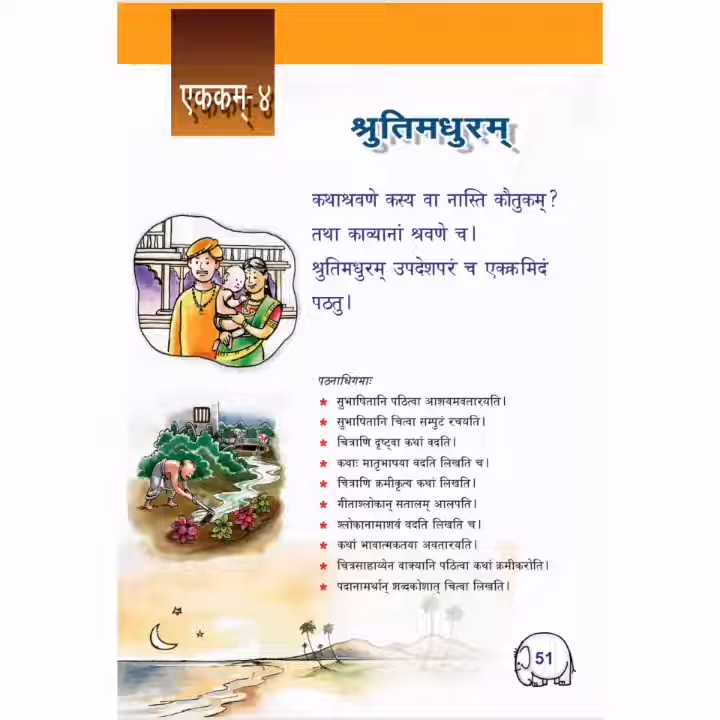 एककम्-४
श्रुतिमधुरम्
कथाश्रवणे कस्य वा नास्ति कौतुकम्?
तथा काव्यानां श्रवणे च।
श्रुतिमधुरम् उपदेशपरं च एककमिदं
पठतु।
पठनाधिगमाः
* सुभाषितानि पठित्वा आशयमवतारयति।
* सुभाषितानि चित्वा सम्पुटं रचयति।
* चित्राणि दृष्ट्वा कथां वदति।
* कथाः मातृभाषया वदति लिखति च।
* चित्राणि क्रमीकृत्य कथां लिखति।
* गीताश्लोकान् सतालम् आलपति।
* श्लोकानामाशयं वदति लिखति च।
* कथां भावात्मकतया अवतारयति।
* चित्रसाहाय्येन वाक्यानि पठित्वा कथां क्रमीकरोति।
* पदानामर्थान् शब्दकोशात् चित्वा लिखति।
51